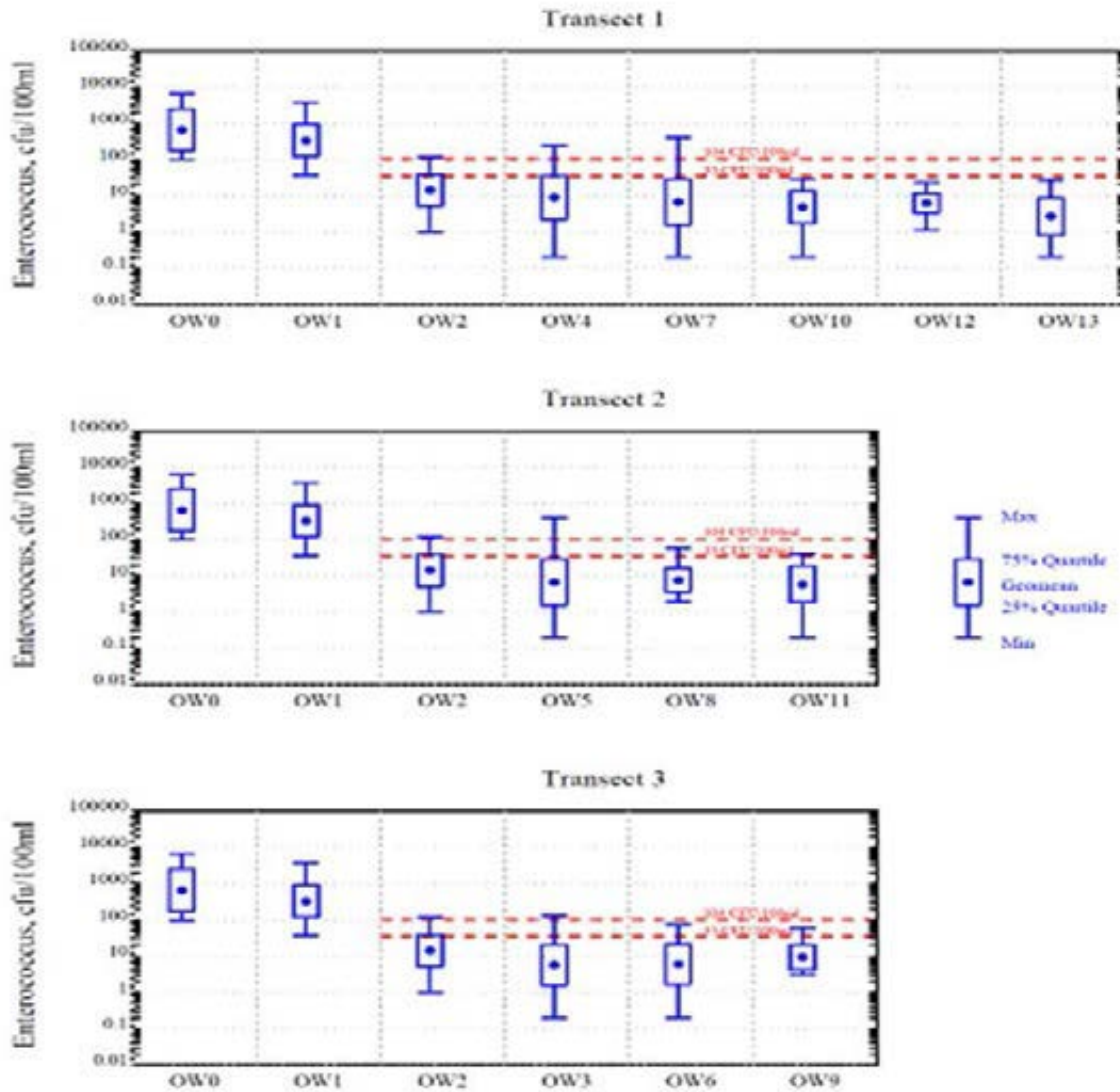 Transect 1
Enterococcus, cfu/100ml
100000
10000
1000
100
10
1
0.1
0.01
OW0 OW1 OW2 OW4 OW7 OW10 OW12 OW13
Transect 2
Enterococcus, cfu/100ml
100000
10000
1000
100
10
1
0.1
0.01
OW0 OW1 OW2 OW5 OW8 OW11
Max
75% Quartile
Geomean
25% Quartile
Min
Transect 3
Enterococcus, cfu/100ml
100000
10000
1000
100
10
1
0.1
0.01
OW0 OW1 OW2 OW3 OW6 OW9